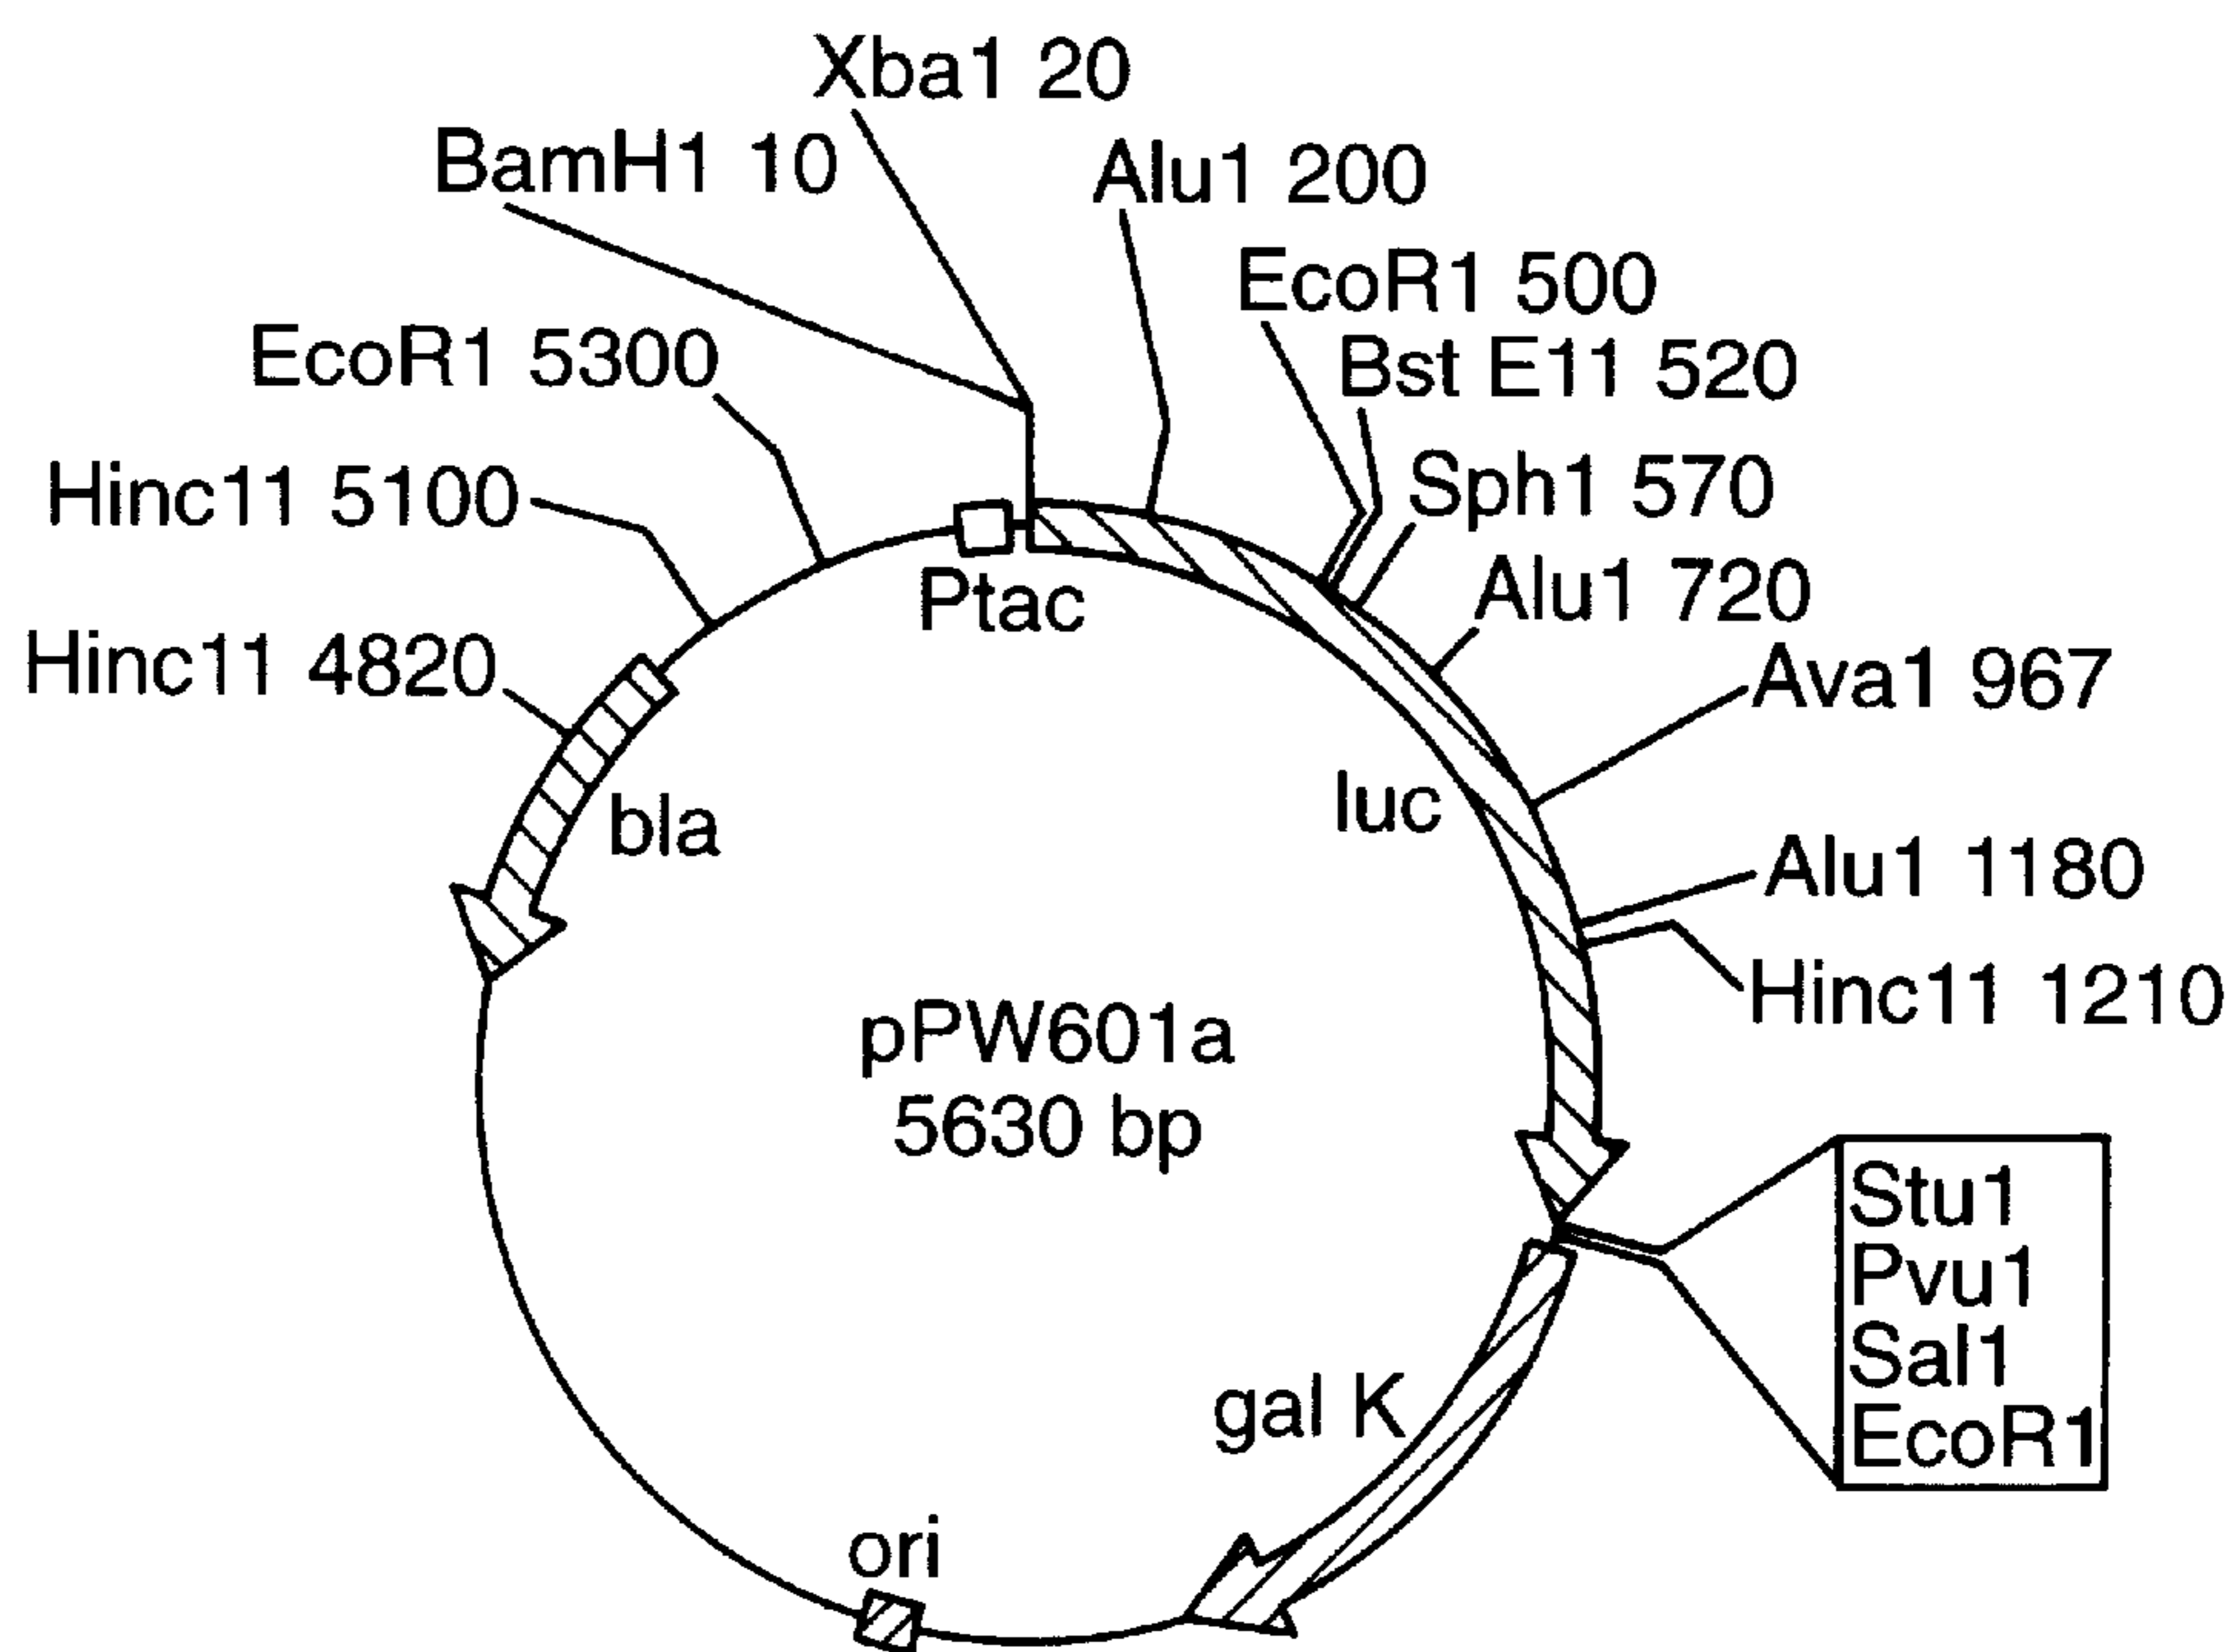 Xba1 20
BamH1 10
Alu1 200
EcoR1 500
EcoR1 5300
Bst E11 520
Hinc11 5100
Sph1 570
Ptac
Alu1 720
Hinc11 4820
Ava1 967
luc
bla
Alu1 1180
Hinc11 1210
pPW601a
5630 bp
Stu1
Pvu1
Sal1
EcoR1
gal K
ori